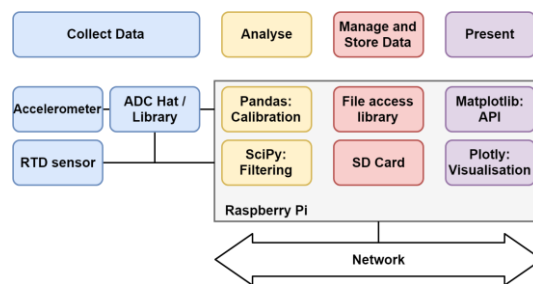 Collect Data
Analyse
Manage and
Store Data
Present
Accelerometer
ADC Hat /
Library
Pandas:
Calibration
File access
library
Matplotlib:
API
RTD sensor
SciPy:
Filtering
SD Card
Plotly:
Visualisation
Raspberry Pi
Network